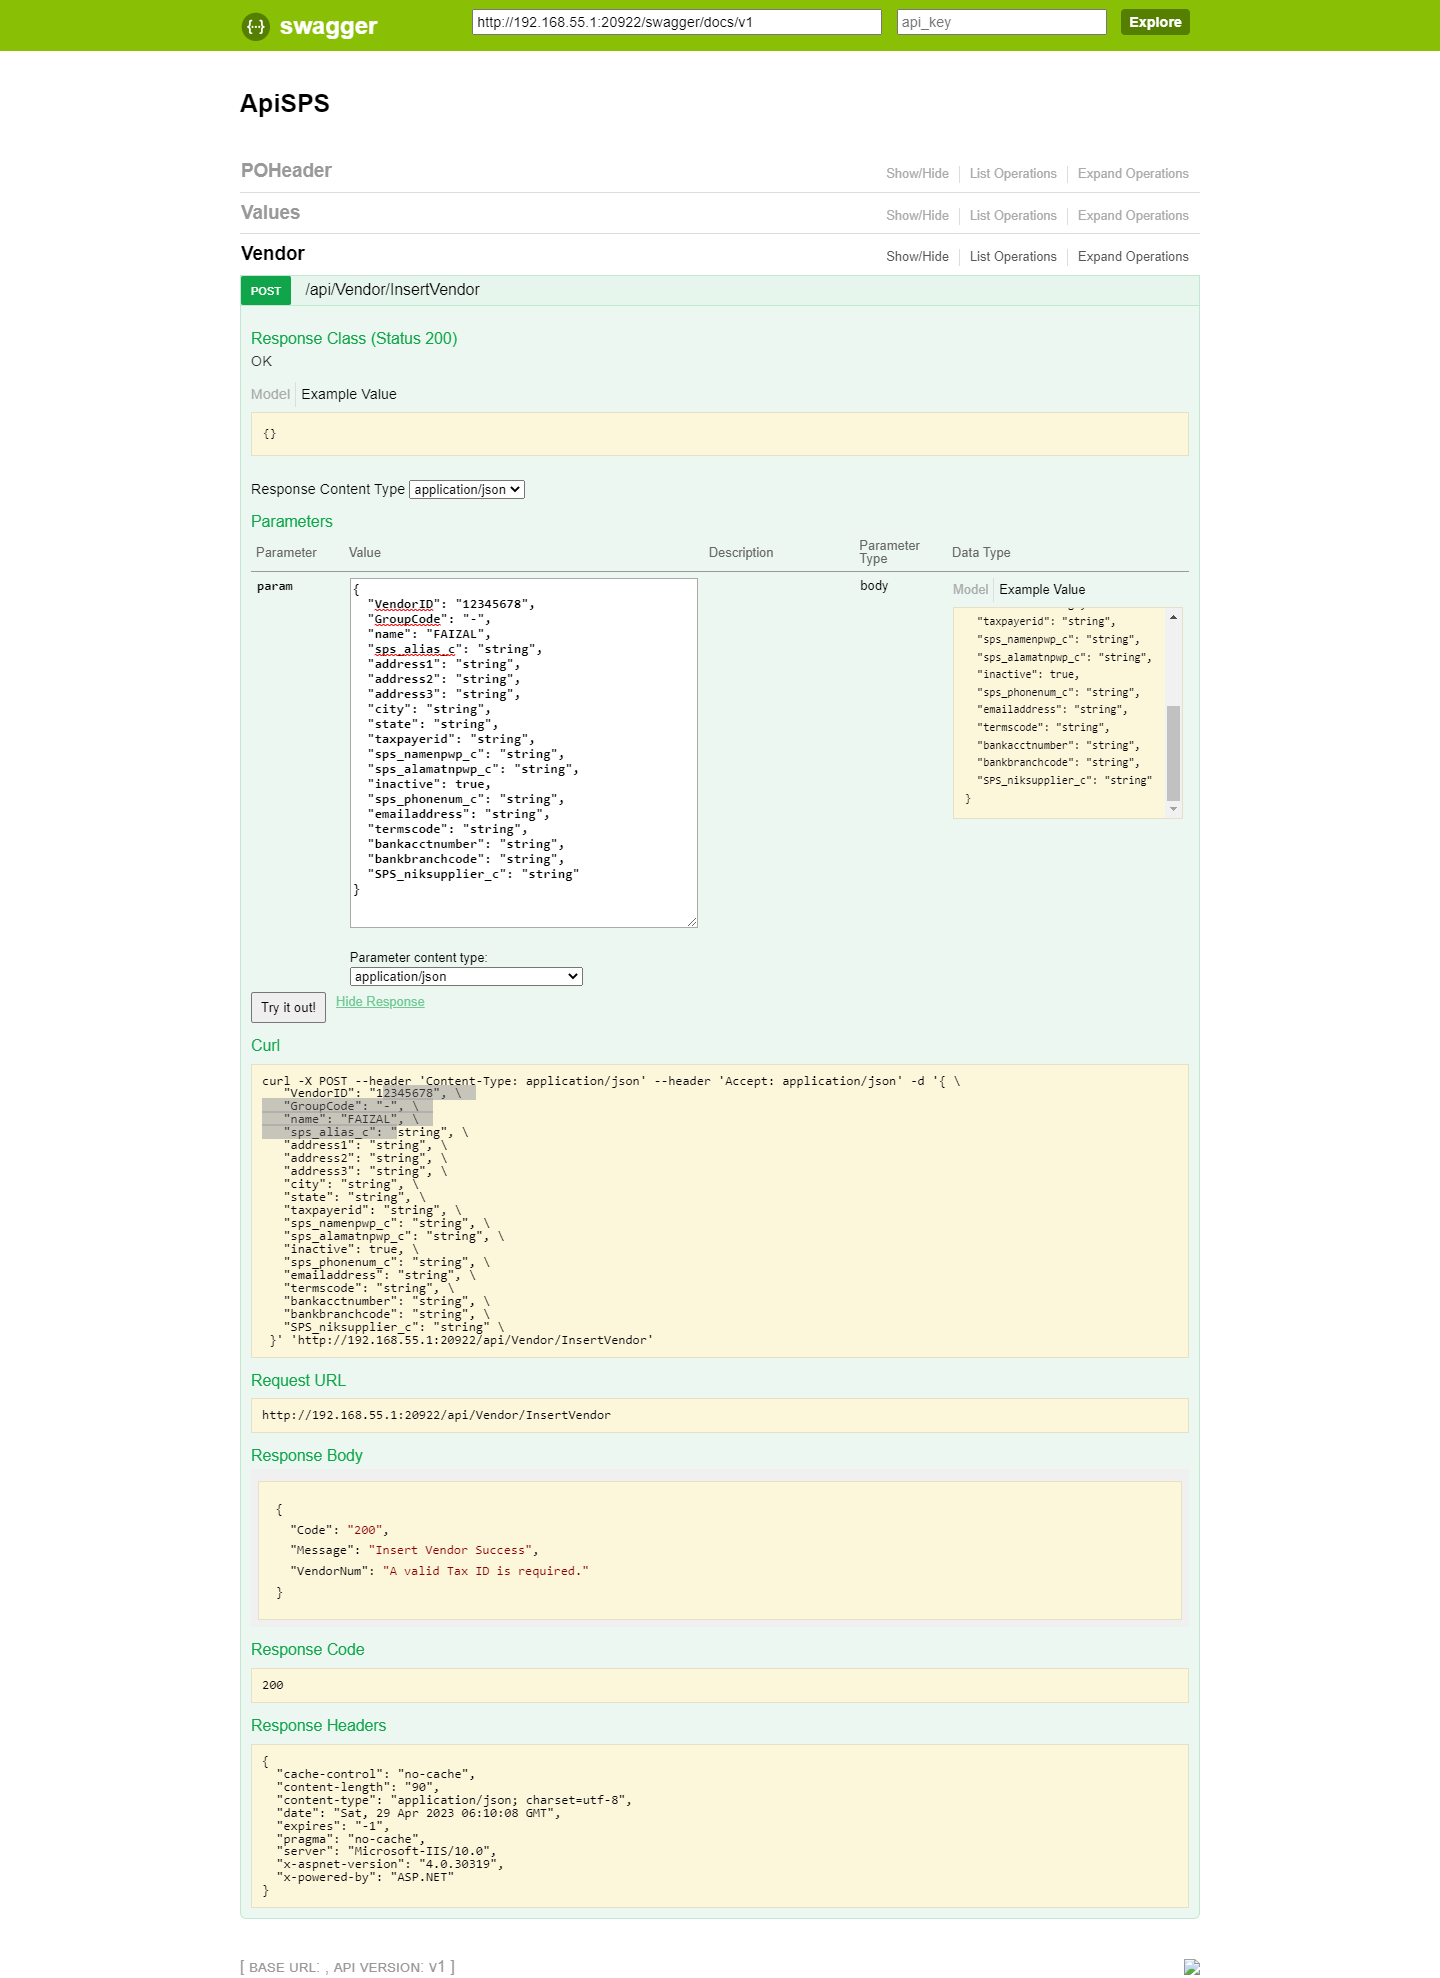 {···} swagger http://192.168.55.1:20922/swagger/docs/v1 api_key Explore
ApiSPS
POHeader Show/Hide List Operations Expand Operations
Values Show/Hide List Operations Expand Operations
Vendor Show/Hide List Operations Expand Operations
POST /api/Vendor/InsertVendor
Response Class (Status 200)
OK
Model Example Value
{}
Response Content Type application/json
Parameters
Parameter Value Description Parameter Type Data Type
param
{
"VendorID": "12345678",
"GroupCode": "-",
"name": "FAIZAL",
"sps_alias_c": "string",
"address1": "string",
"address2": "string",
"address3": "string",
"city": "string",
"state": "string",
"taxpayerid": "string",
"sps_namenpwp_c": "string",
"sps_alamatnpwp_c": "string",
"inactive": true,
"sps_phonenum_c": "string",
"emailaddress": "string",
"termscode": "string",
"bankacctnumber": "string",
"bankbranchcode": "string",
"SPS_niksupplier_c": "string"
}
body
Model Example Value
"taxpayerid": "string",
"sps_namenpwp_c": "string",
"sps_alamatnpwp_c": "string",
"inactive": true,
"sps_phonenum_c": "string",
"emailaddress": "string",
"termscode": "string",
"bankacctnumber": "string",
"bankbranchcode": "string",
"SPS_niksupplier_c": "string"
}
Parameter content type:
application/json
Try it out! Hide Response
Curl
curl -X POST --header 'Content-Type: application/json' --header 'Accept: application/json' -d '{ \
"VendorID": "12345678", \
"GroupCode": "-", \
"name": "FAIZAL", \
"sps_alias_c": "string", \
"address1": "string", \
"address2": "string", \
"address3": "string", \
"city": "string", \
"state": "string", \
"taxpayerid": "string", \
"sps_namenpwp_c": "string", \
"sps_alamatnpwp_c": "string", \
"inactive": true, \
"sps_phonenum_c": "string", \
"emailaddress": "string", \
"termscode": "string", \
"bankacctnumber": "string", \
"bankbranchcode": "string", \
"SPS_niksupplier_c": "string" \
}' 'http://192.168.55.1:20922/api/Vendor/InsertVendor'
Request URL
http://192.168.55.1:20922/api/Vendor/InsertVendor
Response Body
{
"Code": "200",
"Message": "Insert Vendor Success",
"VendorNum": "A valid Tax ID is required."
}
Response Code
200
Response Headers
{
"cache-control": "no-cache",
"content-length": "90",
"content-type": "application/json; charset=utf-8",
"date": "Sat, 29 Apr 2023 06:10:08 GMT",
"expires": "-1",
"pragma": "no-cache",
"server": "Microsoft-IIS/10.0",
"x-aspnet-version": "4.0.30319",
"x-powered-by": "ASP.NET"
}
[ BASE URL: , API VERSION: V1 ]